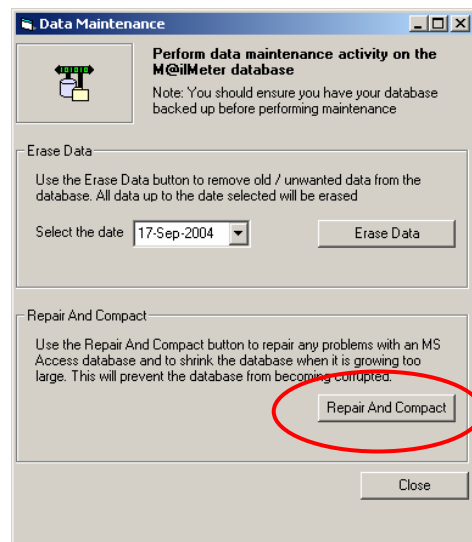 Data Maintenance
Perform data maintenance activity on the
M@ilMeter database
Note: You should ensure you have your database
backed up before performing maintenance
Erase Data
Use the Erase Data button to remove old / unwanted data from the
database. All data up to the date selected will be erased
Select the date 17-Sep-2004 Erase Data
Repair And Compact
Use the Repair And Compact button to repair any problems with an MS
Access database and to shrink the database when it is growing too
large. This will prevent the database from becoming corrupted.
Repair And Compact
Close